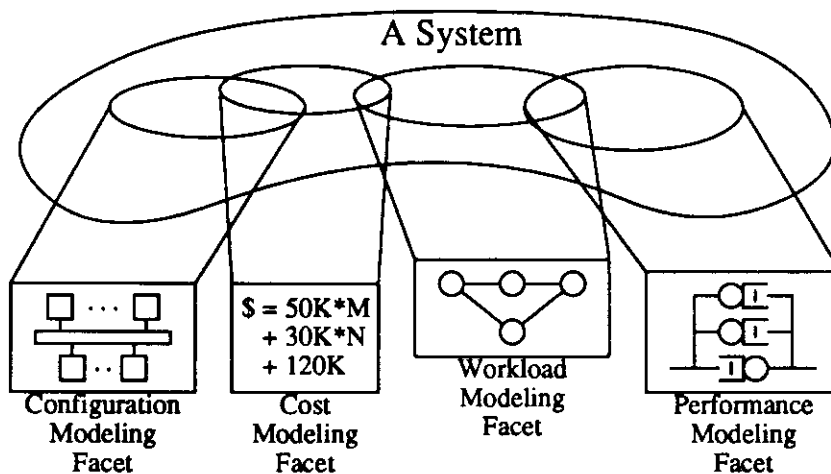 A System
$ = 50K*M
+ 30K*N
+ 120K
Configuration
Modeling
Facet
Cost
Modeling
Facet
Workload
Modeling
Facet
Performance
Modeling
Facet